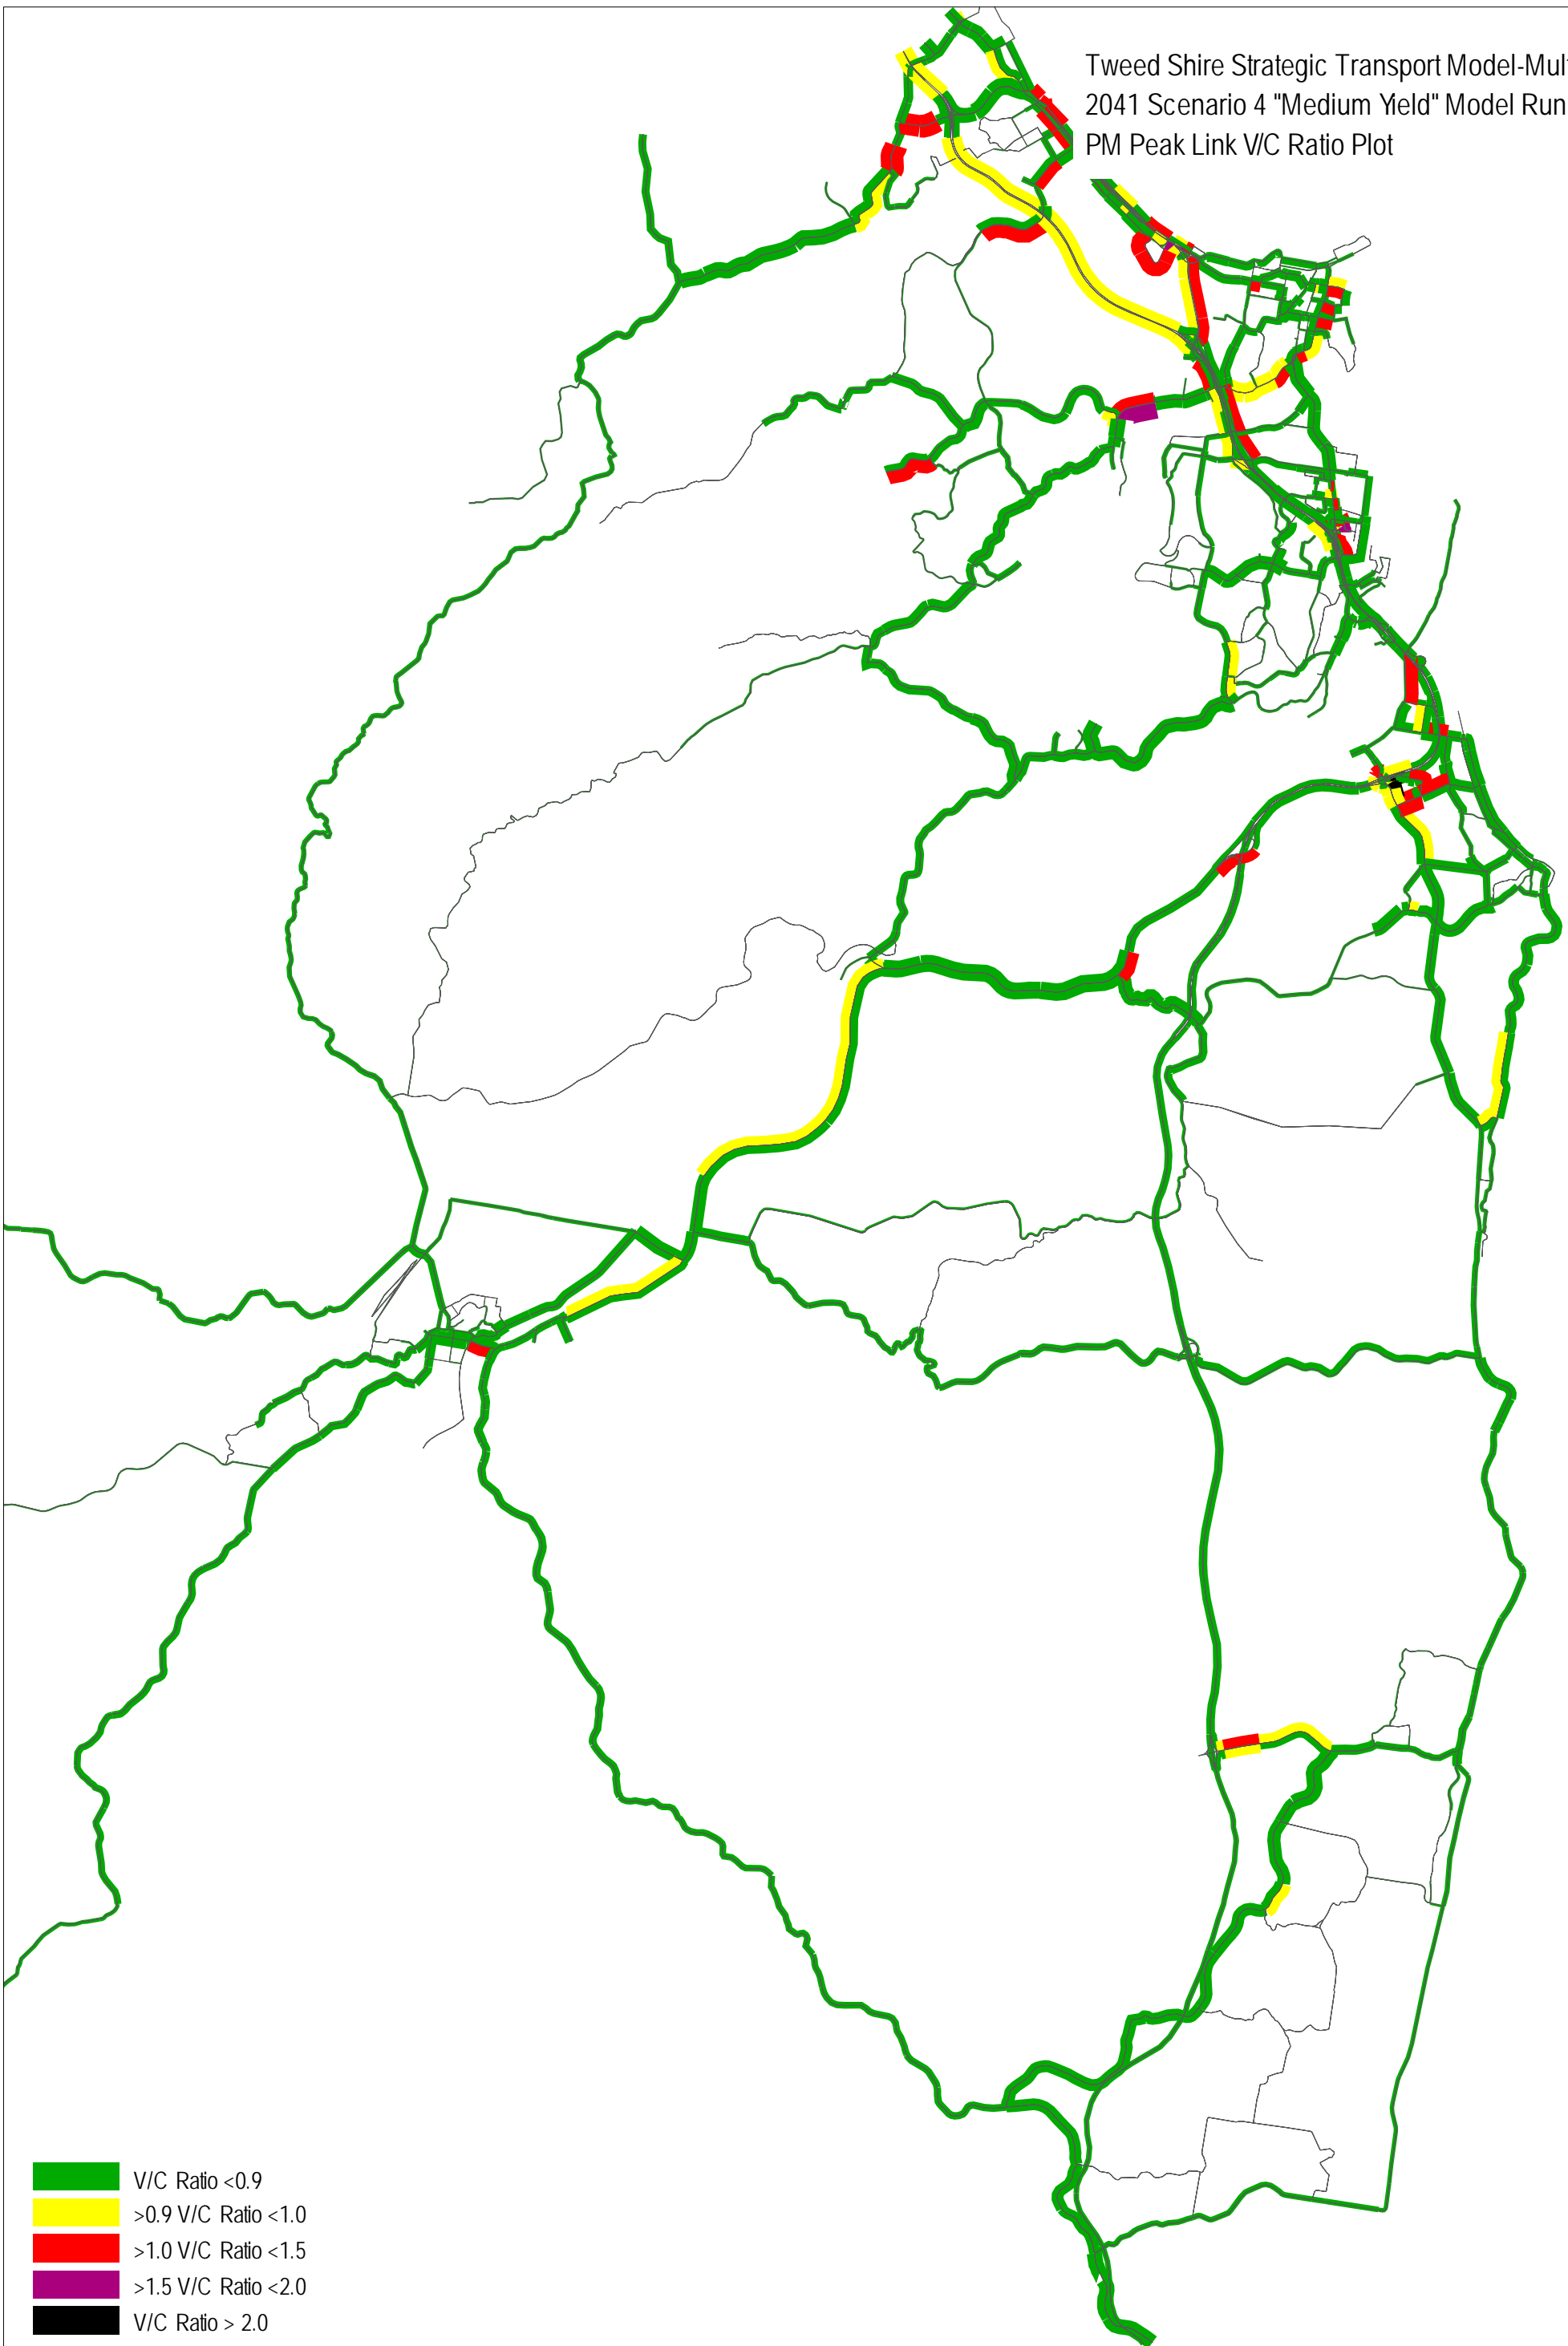 Tweed Shire Strategic Transport Model-Mul
2041 Scenario 4 "Medium Yield" Model Run
PM Peak Link V/C Ratio Plot
V/C Ratio <0.9
>0.9 V/C Ratio <1.0
>1.0 V/C Ratio <1.5
>1.5 V/C Ratio <2.0
V/C Ratio > 2.0